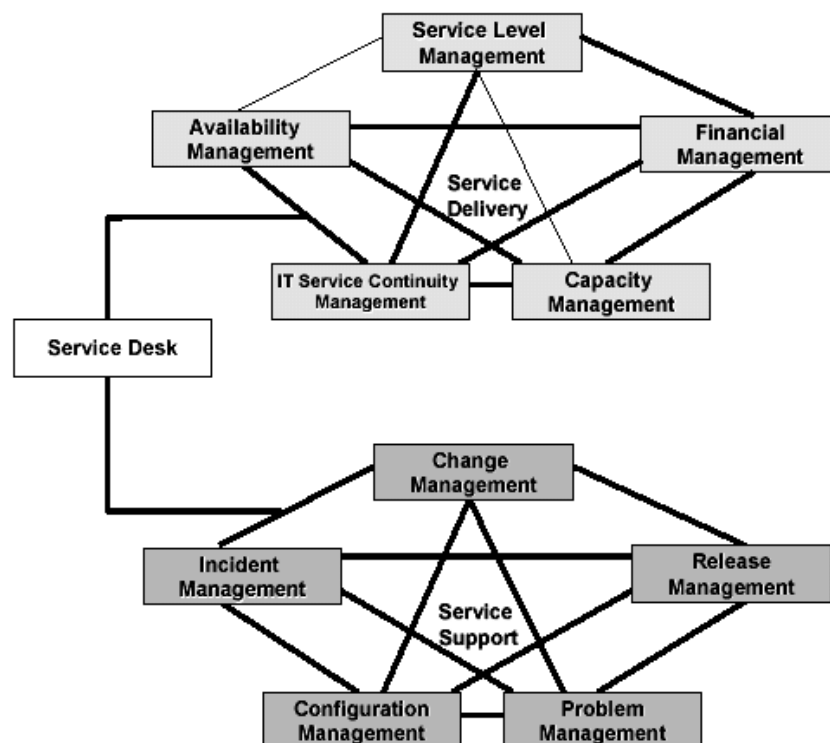 Service Level
Management
Availability
Management
Financial
Management
Service
Delivery
IT Service Continuity
Management
Capacity
Management
Service Desk
Change
Management
Incident
Management
Release
Management
Service
Support
Configuration
Management
Problem
Management